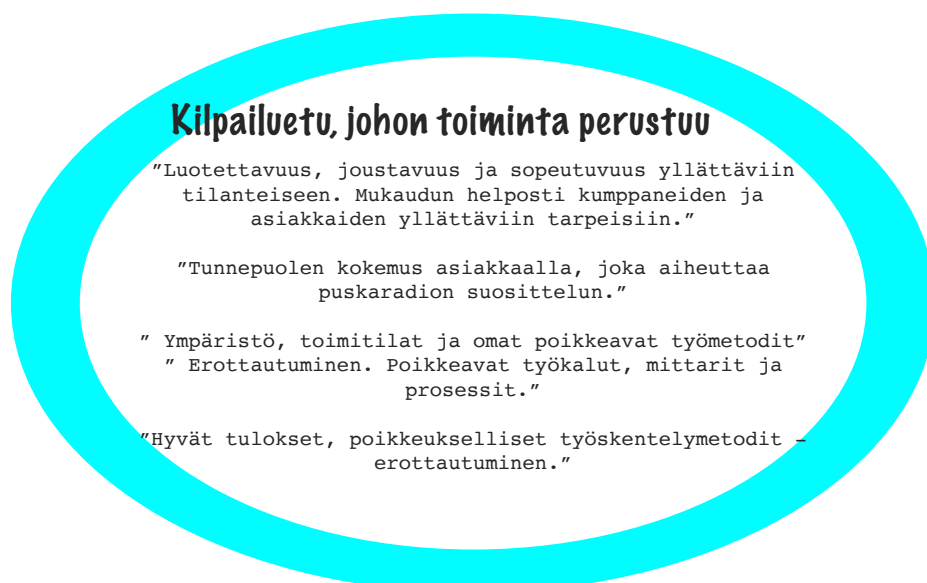 Kilpailuetu, johon toiminta perustuu
”Luotettavuus, joustavuus ja sopeutuvuus yllättäviin
tilanteiseen. Mukaudun helposti kumppaneiden ja
asiakkaiden yllättäviin tarpeisiin.”
”Tunnepuolen kokemus asiakkaalla, joka aiheuttaa
puskaradion suosittelun.”
” Ympäristö, toimitilat ja omat poikkeavat työmetodit”
” Erottautuminen. Poikkeavat työkalut, mittarit ja
prosessit.”
”Hyvät tulokset, poikkeukselliset työskentelymetodit –
erottautuminen.”